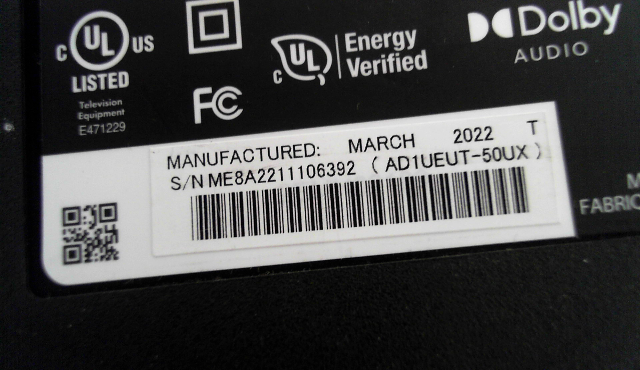 c UL US
LISTED
Television
Equipment
E471229
FC
c UL Energy
Verified
Dolby
AUDIO
MANUFACTURED: MARCH 2022 T
S/N ME8A2211106392 ( AD1UEUT-50UX )
M
FABRIC